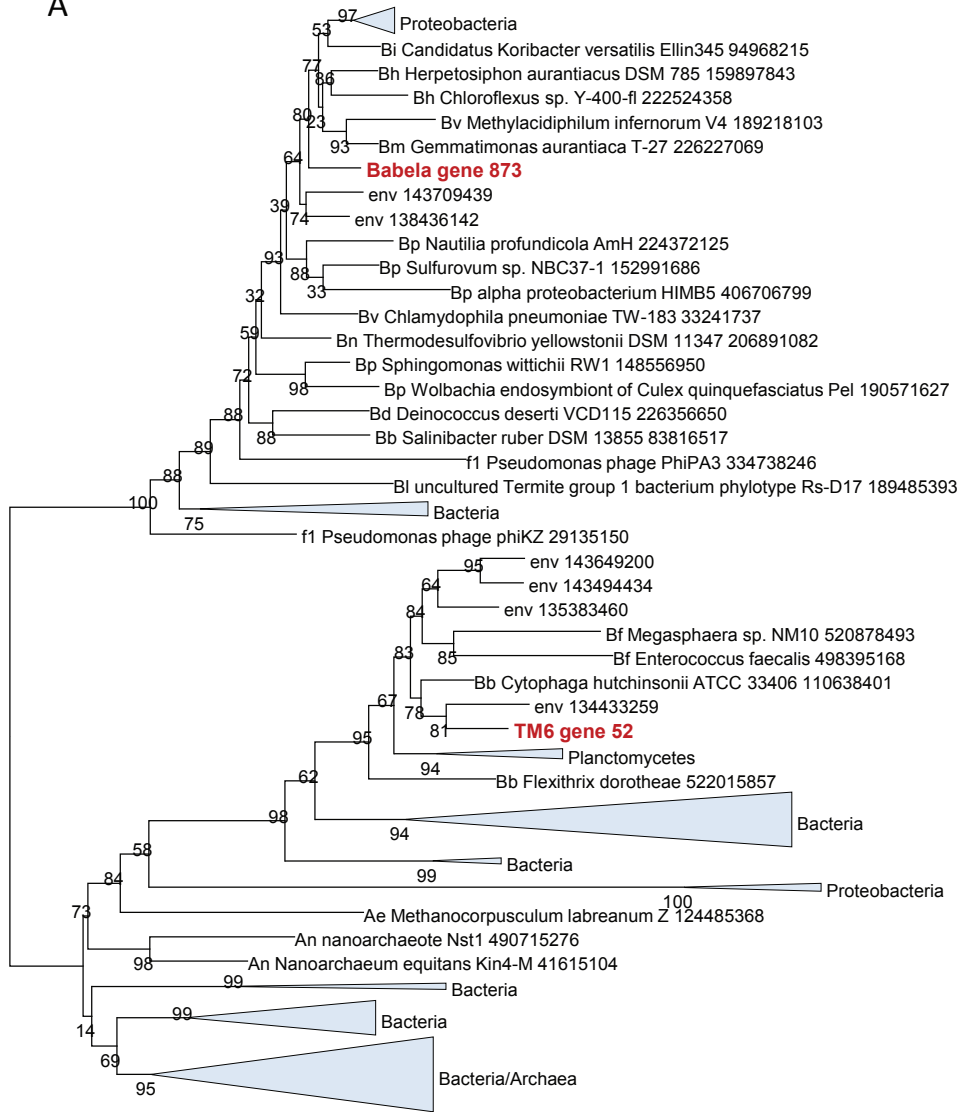 A
97
Proteobacteria
53
Bi Candidatus Koribacter versatilis Ellin345 94968215
77
Bh Herpetosiphon aurantiacus DSM 785 159897843
86
Bh Chloroflexus sp. Y-400-fl 222524358
80
23
Bv Methylacidiphilum infernorum V4 189218103
93
Bm Gemmatimonas aurantiaca T-27 226227069
64
Babela gene 873
env 143709439
39
74
env 138436142
Bp Nautilia profundicola AmH 224372125
93
88
Bp Sulfurovum sp. NBC37-1 152991686
33
Bp alpha proteobacterium HIMB5 406706799
32
Bv Chlamydophila pneumoniae TW-183 33241737
59
Bn Thermodesulfovibrio yellowstonii DSM 11347 206891082
Bp Sphingomonas wittichii RW1 148556950
72
98
Bp Wolbachia endosymbiont of Culex quinquefasciatus Pel 190571627
88
Bd Deinococcus deserti VCD115 226356650
88
Bb Salinibacter ruber DSM 13855 83816517
89
f1 Pseudomonas phage PhiPA3 334738246
88
Bl uncultured Termite group 1 bacterium phylotype Rs-D17 189485393
100
75
Bacteria
f1 Pseudomonas phage phiKZ 29135150
95
env 143649200
64
env 143494434
84
env 135383460
Bf Megasphaera sp. NM10 520878493
83
85
Bf Enterococcus faecalis 498395168
Bb Cytophaga hutchinsonii ATCC 33406 110638401
67
78
env 134433259
81
TM6 gene 52
95
Planctomycetes
94
62
Bb Flexithrix dorotheae 522015857
98
94
Bacteria
58
Bacteria
99
84
Proteobacteria
100
73
Ae Methanocorpusculum labreanum Z 124485368
An nanoarchaeote Nst1 490715276
98
An Nanoarchaeum equitans Kin4-M 41615104
99
Bacteria
14
99
Bacteria
69
95
Bacteria/Archaea